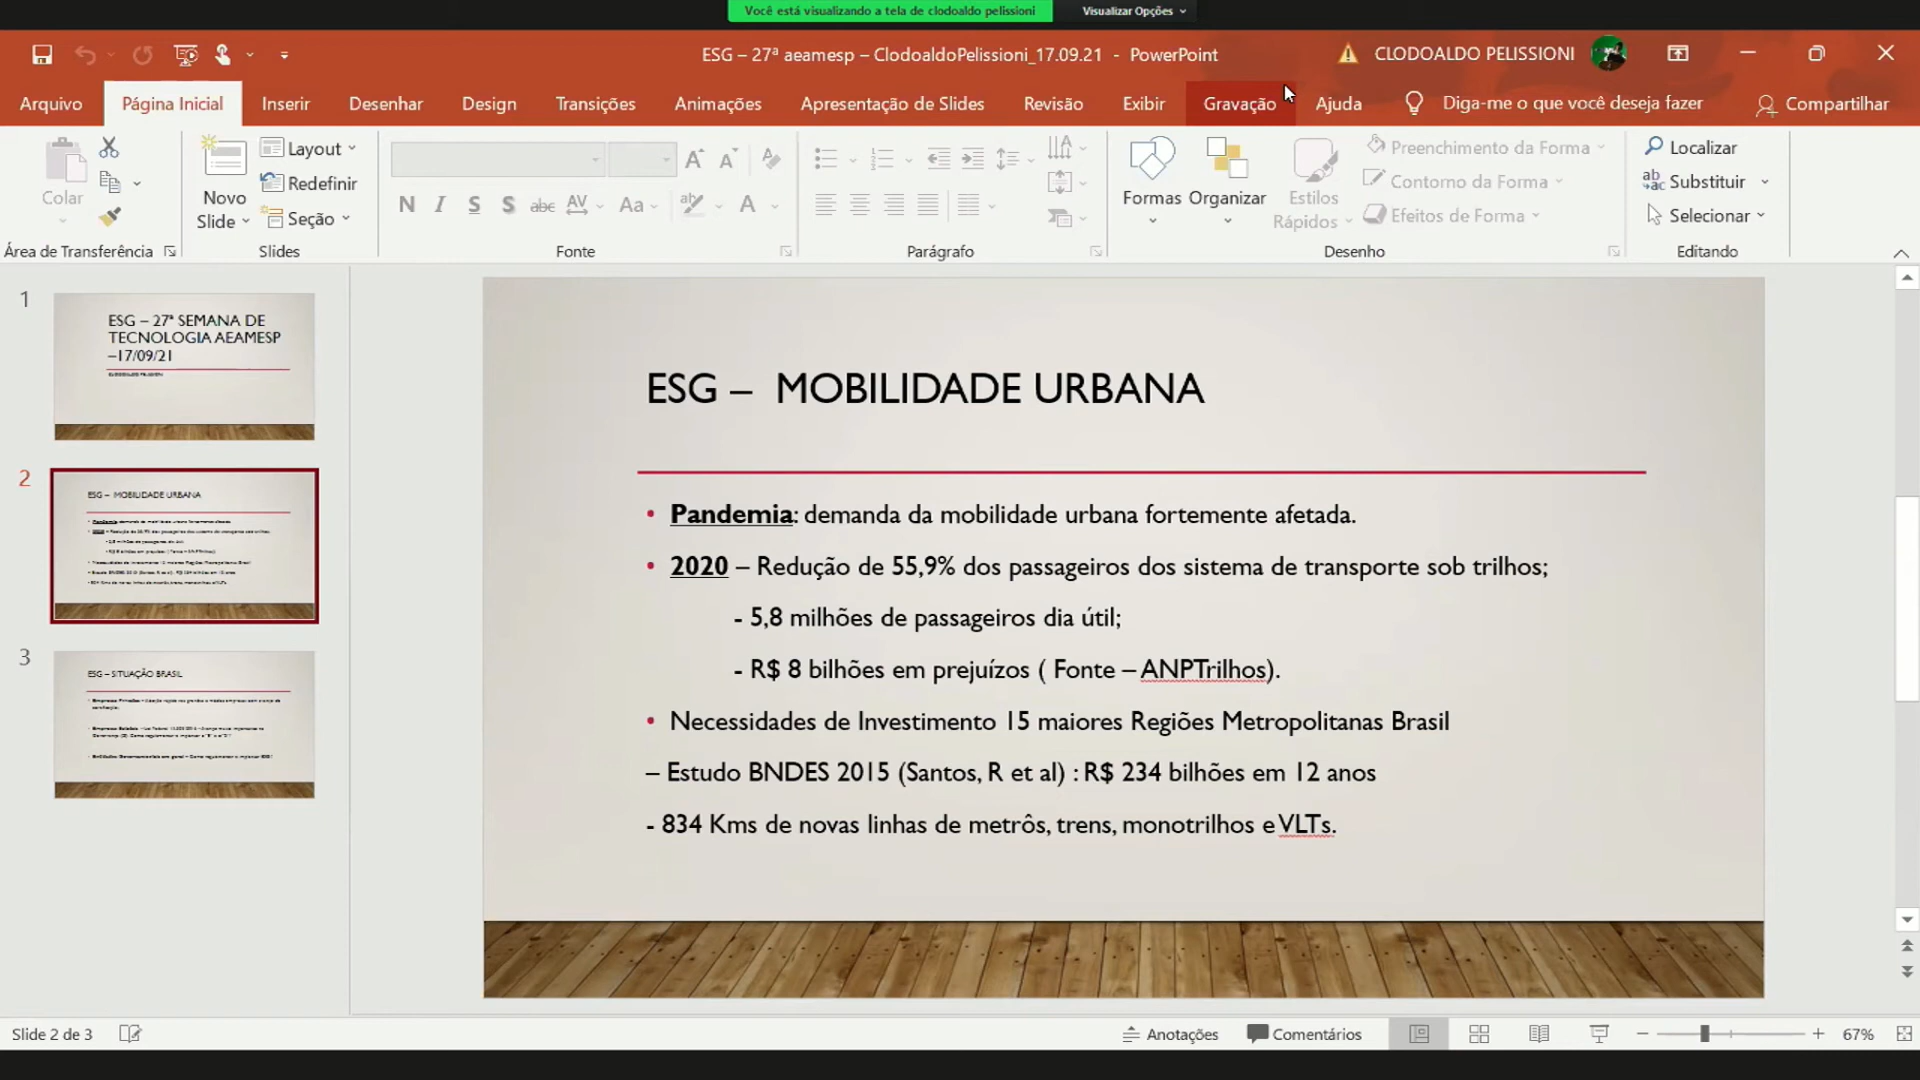 Você está visualizando a tela de clodoaldo pelissioni
Visualizar Opções
ESG – 27ª aeamesp – ClodoaldoPelissioni_17.09.21 - PowerPoint
CLODOALDO PELISSIONI
Arquivo
Página Inicial
Inserir
Desenhar
Design
Transições
Animações
Apresentação de Slides
Revisão
Exibir
Gravação
Ajuda
Diga-me o que você deseja fazer
Compartilhar
Colar
Novo
Slide
Layout
Redefinir
Seção
N I S S abc AV Aa A
Formas
Organizar
Estilos
Rápidos
Preenchimento da Forma
Contorno da Forma
Efeitos de Forma
Localizar
Substituir
Selecionar
Área de Transferência
Slides
Fonte
Parágrafo
Desenho
Editando
1
ESG – 27ª SEMANA DE
TECNOLOGIA AEAMESP
–17/09/21
2
ESG – MOBILIDADE URBANA
3
ESG – SITUAÇÃO BRASIL
ESG – MOBILIDADE URBANA
• Pandemia: demanda da mobilidade urbana fortemente afetada.
• 2020 – Redução de 55,9% dos passageiros dos sistema de transporte sob trilhos;
- 5,8 milhões de passageiros dia útil;
- R$ 8 bilhões em prejuízos ( Fonte – ANPTrilhos).
• Necessidades de Investimento 15 maiores Regiões Metropolitanas Brasil
– Estudo BNDES 2015 (Santos, R et al) : R$ 234 bilhões em 12 anos
- 834 Kms de novas linhas de metrôs, trens, monotrilhos e VLTs.
Slide 2 de 3
Anotações
Comentários
67%